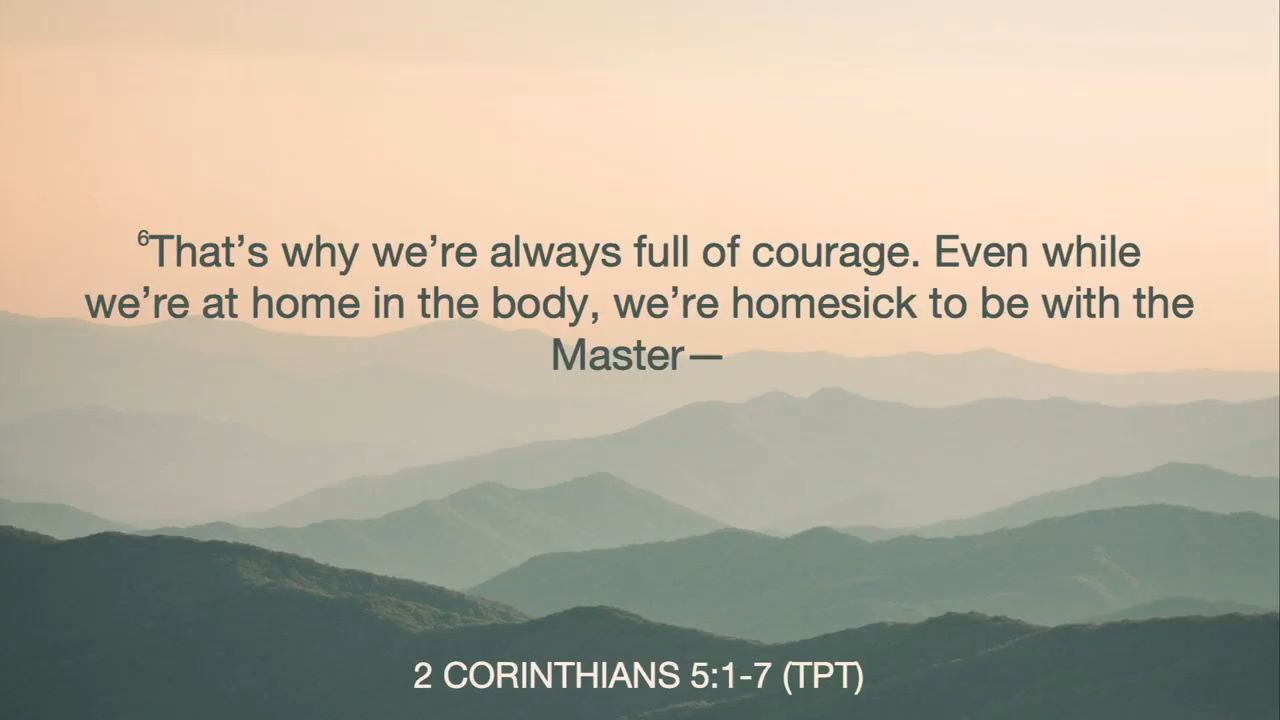 ⁶That’s why we’re always full of courage. Even while
we’re at home in the body, we’re homesick to be with the
Master—
2 CORINTHIANS 5:1-7 (TPT)